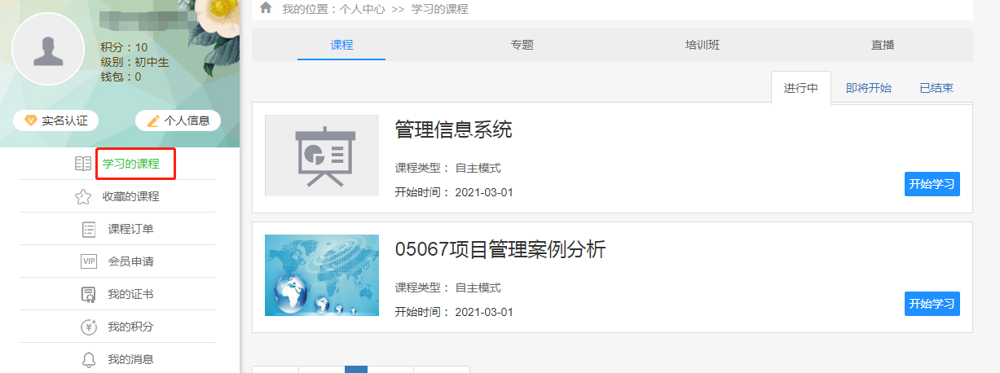 我的位置：个人中心 >> 学习的课程
积分：10
级别：初中生
钱包：0
实名认证
个人信息
学习的课程
收藏的课程
课程订单
VIP 会员申请
我的证书
我的积分
我的消息
课程 专题 培训班 直播
进行中 即将开始 已结束
管理信息系统
课程类型： 自主模式
开始时间： 2021-03-01
开始学习
05067项目管理案例分析
课程类型： 自主模式
开始时间： 2021-03-01
开始学习